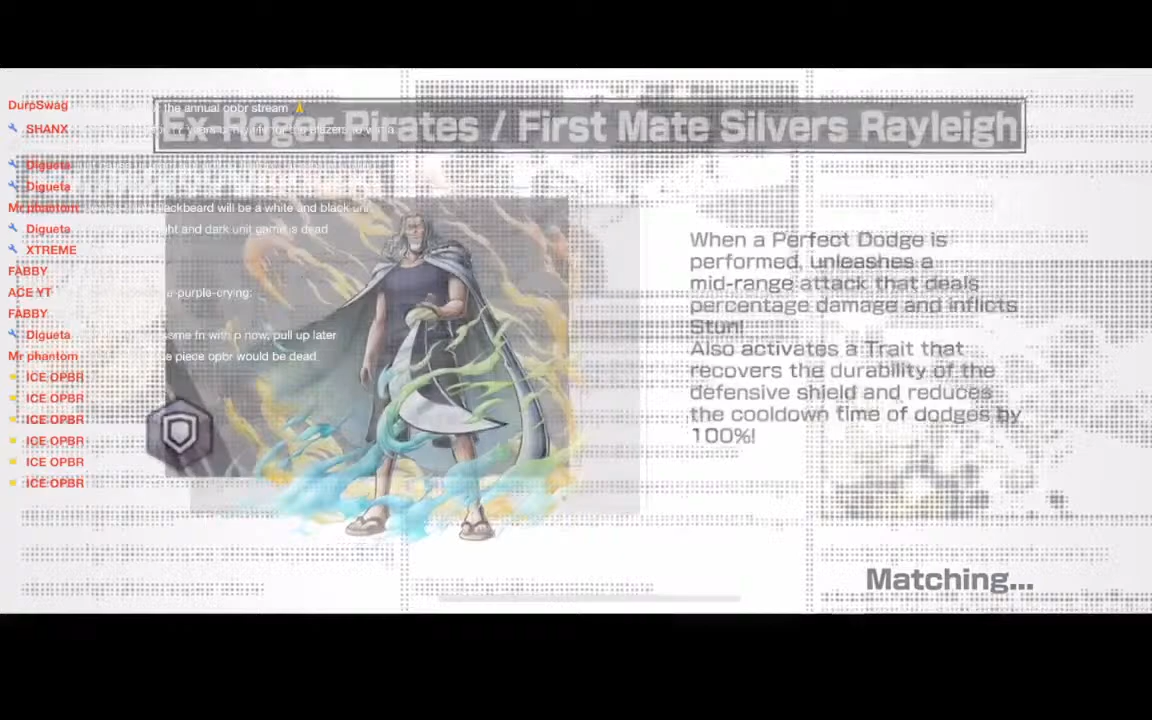 Ex-Roger Pirates / First Mate Silvers Rayleigh
DurpSwag
the annual opbr stream
SHANX
Digueta
Digueta
Mr phantom
blackbeard will be a white and black unit
Digueta
and dark unit game is dead
XTREME
FABBY
ACE YT
a-purple-crying:
FABBY
Digueta
now, pull up later
Mr phantom
piece opbr would be dead
ICE OPBR
ICE OPBR
ICE OPBR
ICE OPBR
ICE OPBR
ICE OPBR
When a Perfect Dodge is
performed, unleashes a
mid-range attack that deals
percentage damage and inflicts
Stun!
Also activates a Trait that
recovers the durability of the
defensive shield and reduces
the cooldown time of dodges by
100%!
Matching...